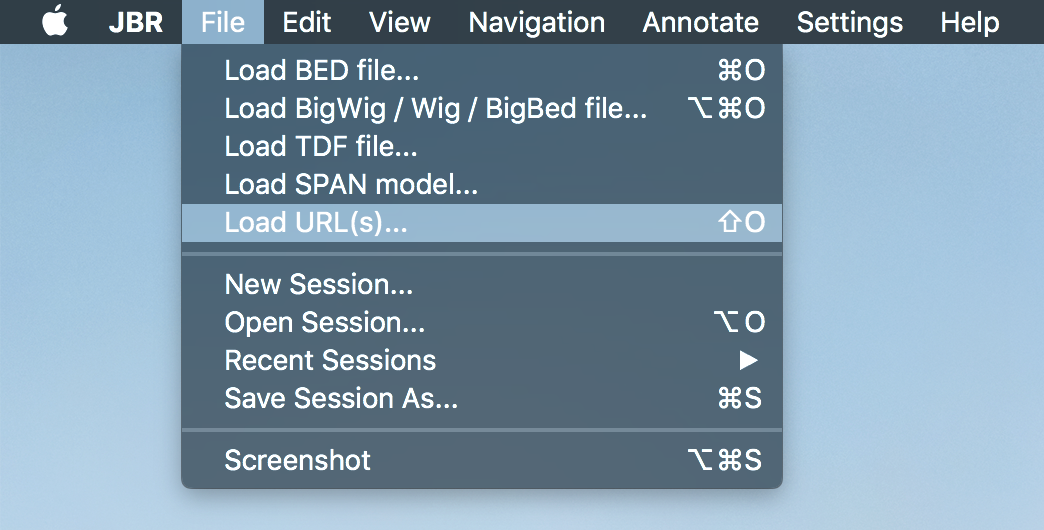 JBR File Edit View Navigation Annotate Settings Help
Load BED file... ⌘O
Load BigWig / Wig / BigBed file... ⌥⌘O
Load TDF file...
Load SPAN model...
Load URL(s)... ⇧O
New Session...
Open Session... ⌥O
Recent Sessions ▶
Save Session As... ⌘S
Screenshot ⌥⌘S